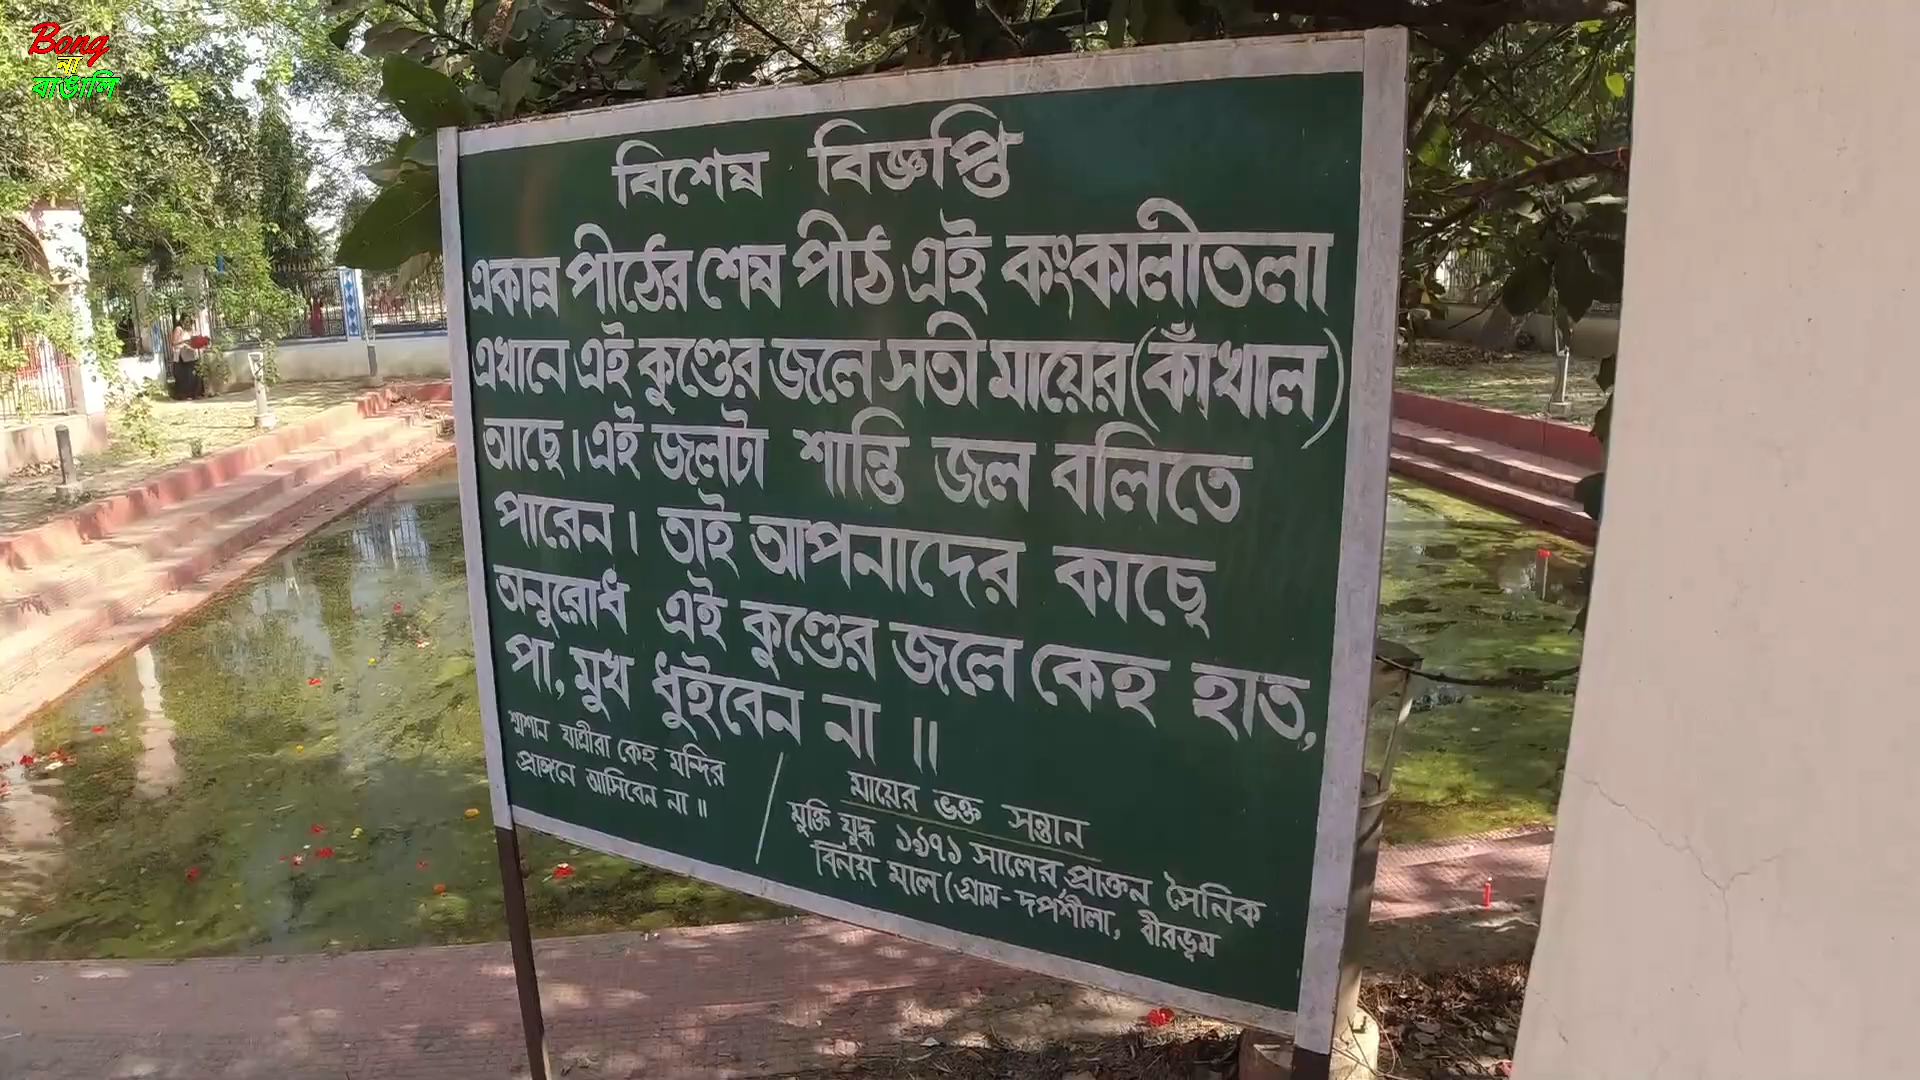 Bong
না
বাঙালি
বিশেষ বিজ্ঞপ্তি
একান্ন পীঠের শেষ পীঠ এই কংকালীতলা
এখানে এই কুণ্ডের জলে সতী মায়ের (কাঁখাল)
আছে। এই জলটা শান্তি জল বলিতে
পারেন। তাই আপনাদের কাছে
অনুরোধ এই কুণ্ডের জলে কেহ হাত,
পা, মুখ ধুইবেন না ॥
শ্মশান যাত্রীরা কেহ মন্দির
প্রাঙ্গনে আসিবেন না ॥
মায়ের ভক্ত সন্তান
মুক্তি যুদ্ধ ১৯৭১ সালের প্রাক্তন সৈনিক
বিনয় মাল (গ্রাম- দর্পশীলা, বীরভূম